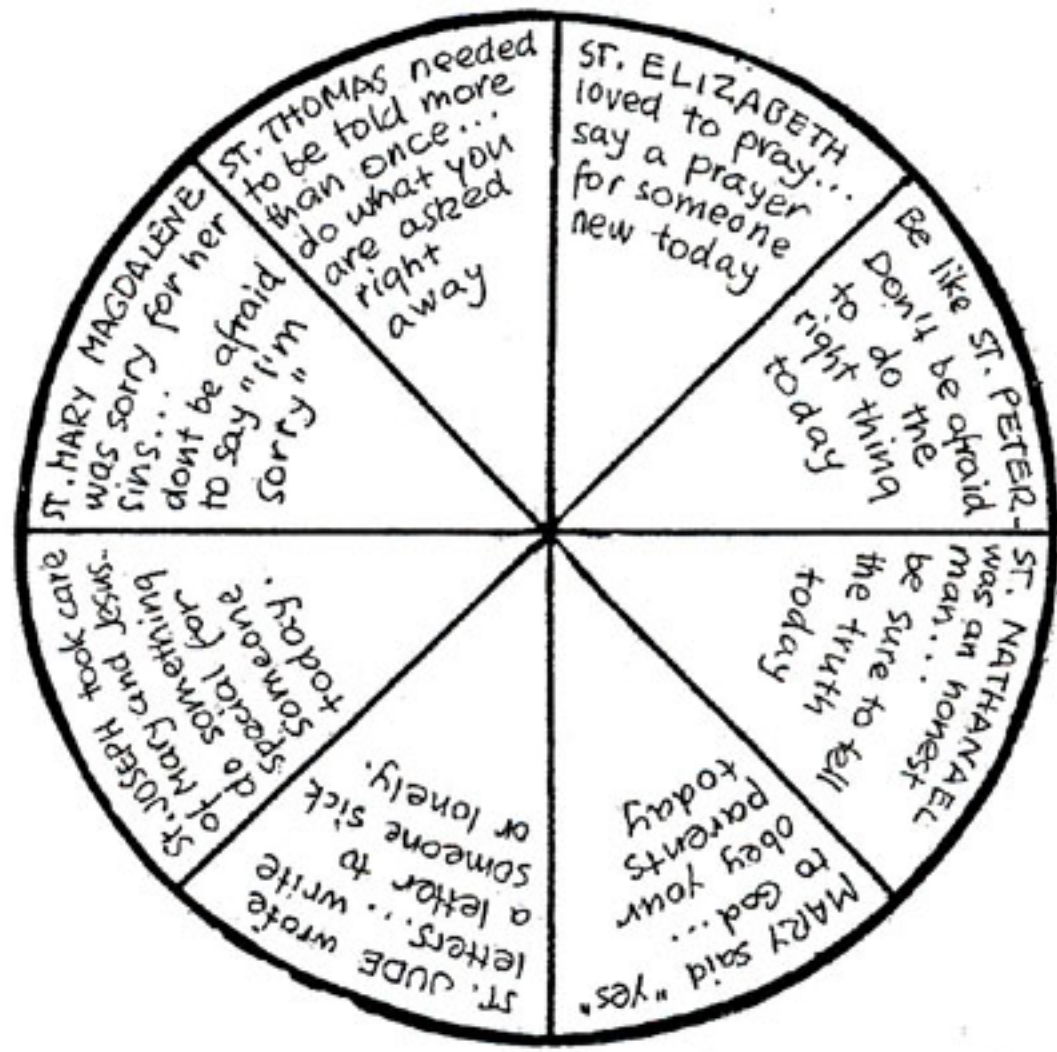 ST. ELIZABETH
loved to pray...
say a prayer
for someone
new today
Be like ST. PETER-
Don't be afraid
to do the
right thing
today
ST. NATHANAEL
was an honest
man...
be sure to tell
the truth
today
MARY said "yes"
to God...
obey your
parents
today
ST. JUDE wrote
letters... write
a letter to
someone sick
or lonely.
St. JOSEPH took care
of Mary and Jesus-
do something
special for
someone
today.
ST. MARY MAGDALENE
was sorry for her
sins...
dont be afraid
to say "I'm
sorry"
ST. THOMAS needed
to be told more
than once...
do what you
are asked
right
away